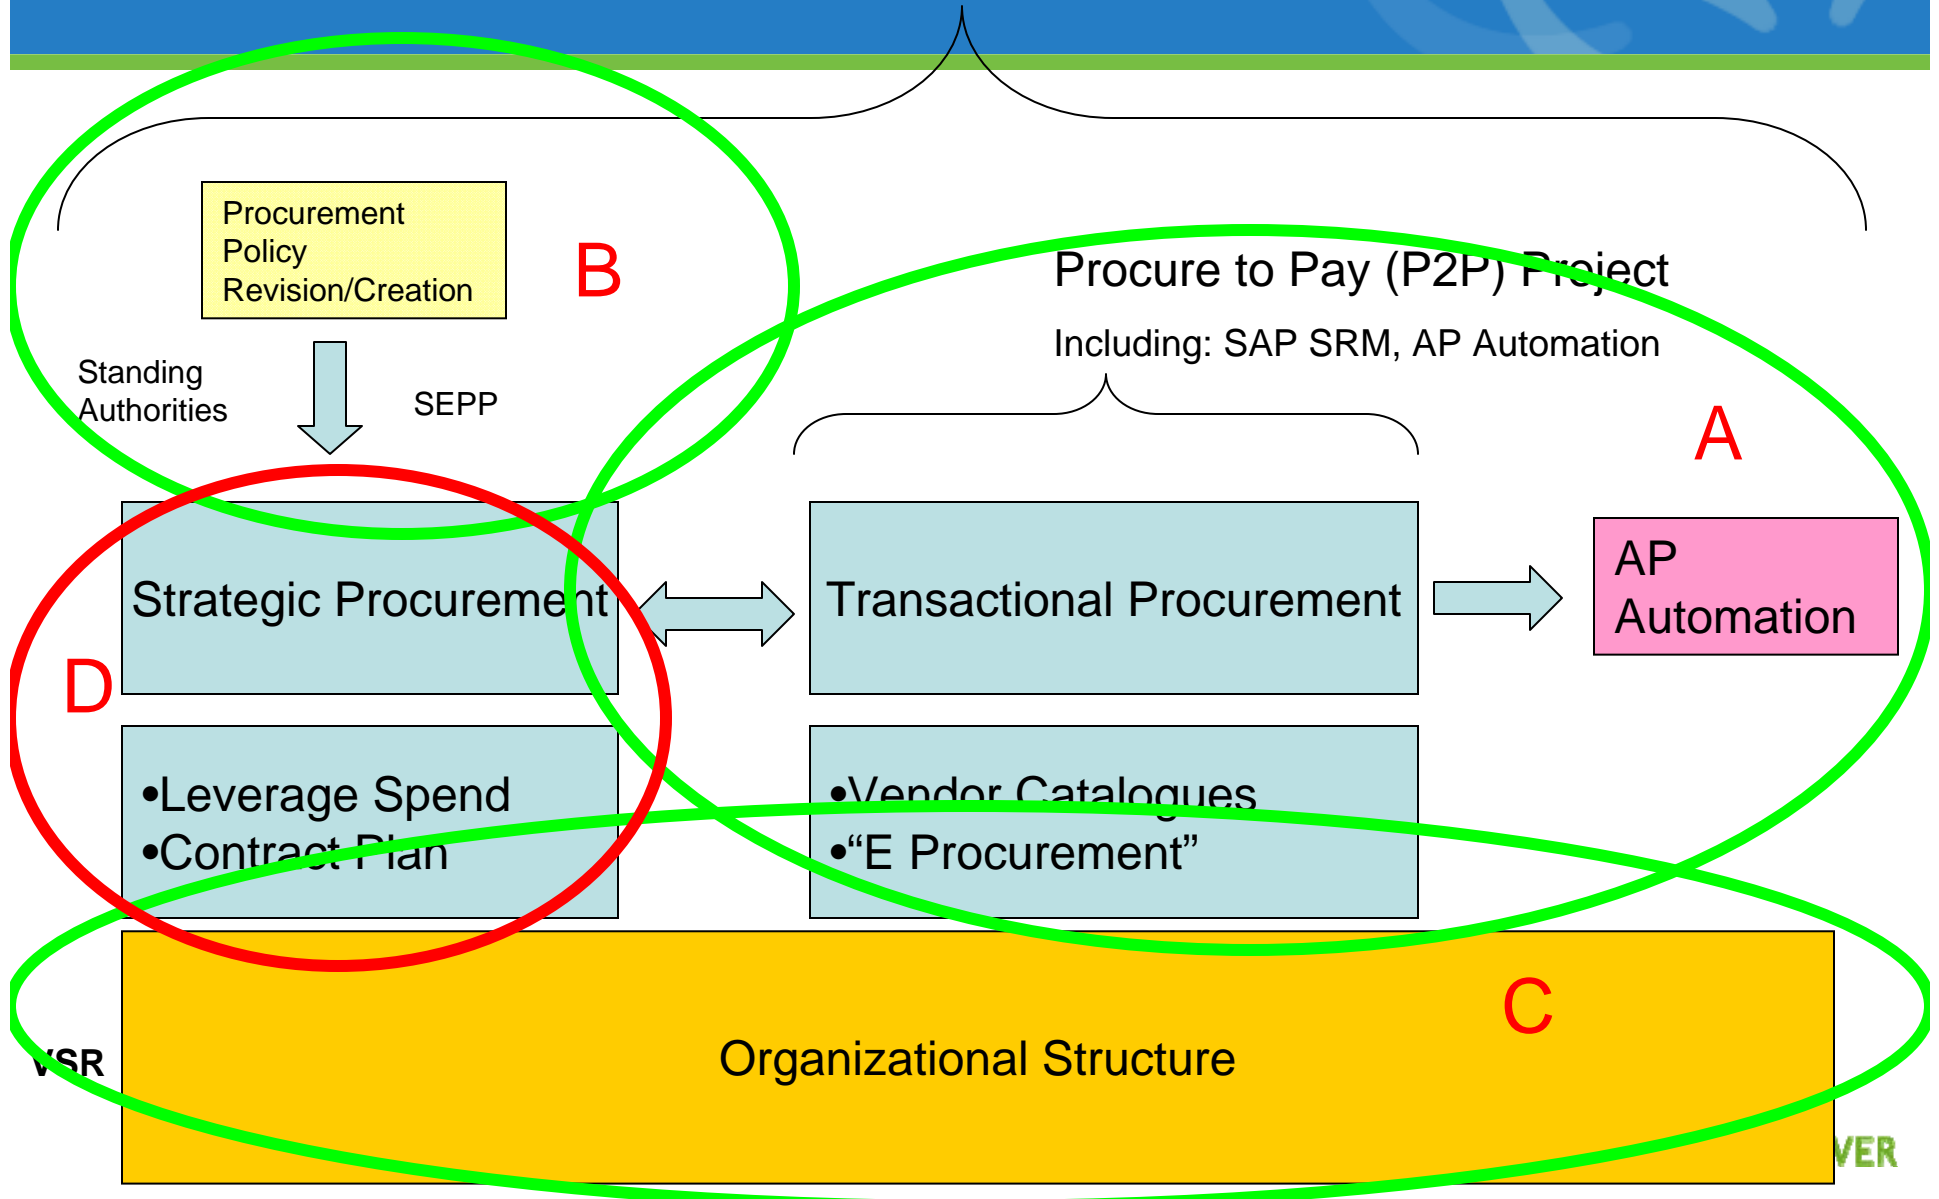 Procurement
Policy
Revision/Creation
B
Procure to Pay (P2P) Project
Including: SAP SRM, AP Automation
Standing
Authorities
SEPP
A
Strategic Procurement
Transactional Procurement
AP
Automation
D
•Leverage Spend
•Contract Plan
•Vendor Catalogues
•“E Procurement”
C
VSR
Organizational Structure
VER